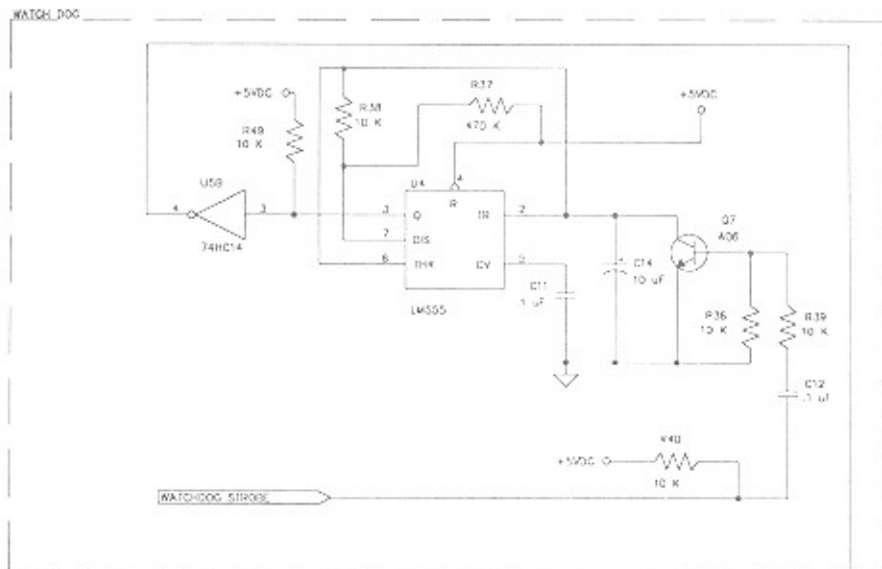 WATCH DOG
+5VDC
R49
10 K
R38
10 K
R37
470 K
+5VDC
U5B
4
3
74HC14
U4
4
R
3
Q
TR
2
7
DIS
6
THR
CV
5
LM555
C11
.1 uF
C14
10 uF
Q7
A06
R36
10 K
R39
10 K
C12
.1 uF
+5VDC
R40
10 K
WATCHDOG STROBE